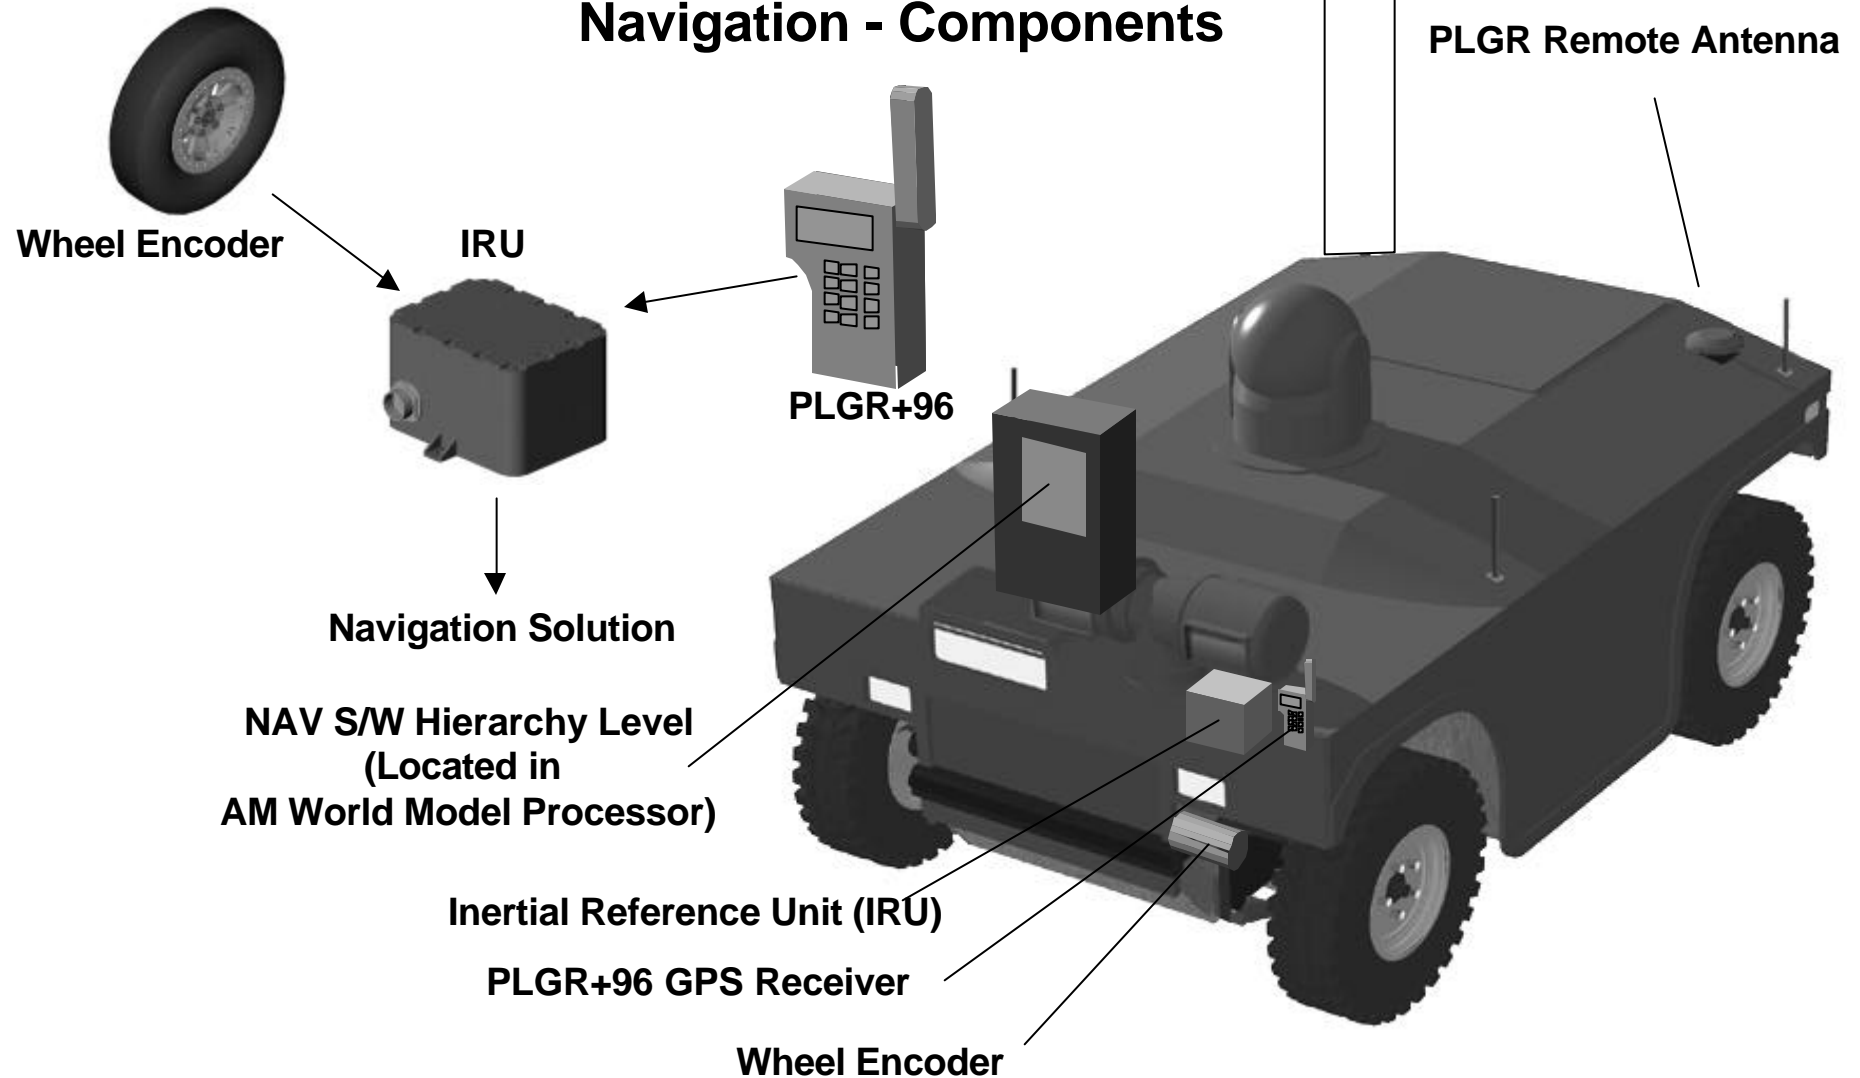 Navigation - Components
PLGR Remote Antenna
Wheel Encoder
IRU
PLGR+96
Navigation Solution
NAV S/W Hierarchy Level
(Located in
AM World Model Processor)
Inertial Reference Unit (IRU)
PLGR+96 GPS Receiver
Wheel Encoder